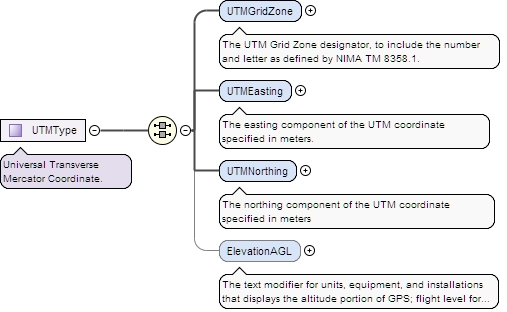 UTMGridZone
The UTM Grid Zone designator, to include the number
and letter as defined by NIMA TM 8358.1.
UTMEasting
The easting component of the UTM coordinate
specified in meters.
UTMType
Universal Transverse
Mercator Coordinate.
UTMNorthing
The northing component of the UTM coordinate
specified in meters
ElevationAGL
The text modifier for units, equipment, and installations
that displays the altitude portion of GPS; flight level for...